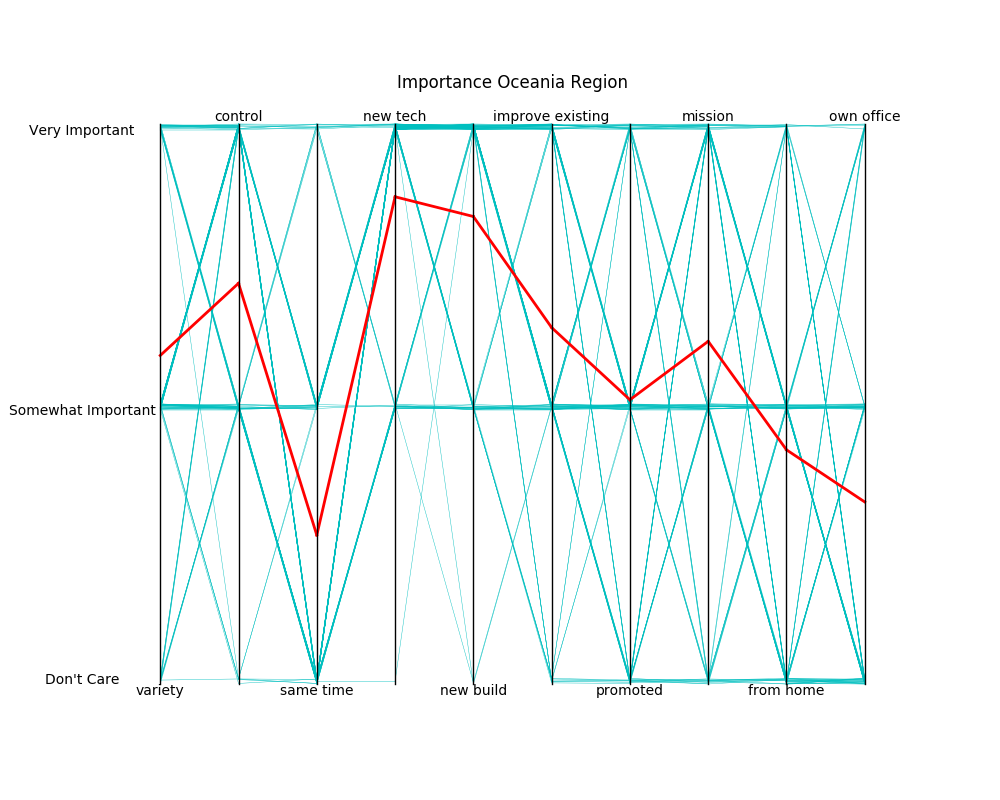 Importance Oceania Region
control
new tech
improve existing
mission
own office
Very Important
Somewhat Important
Don't Care
variety
same time
new build
promoted
from home